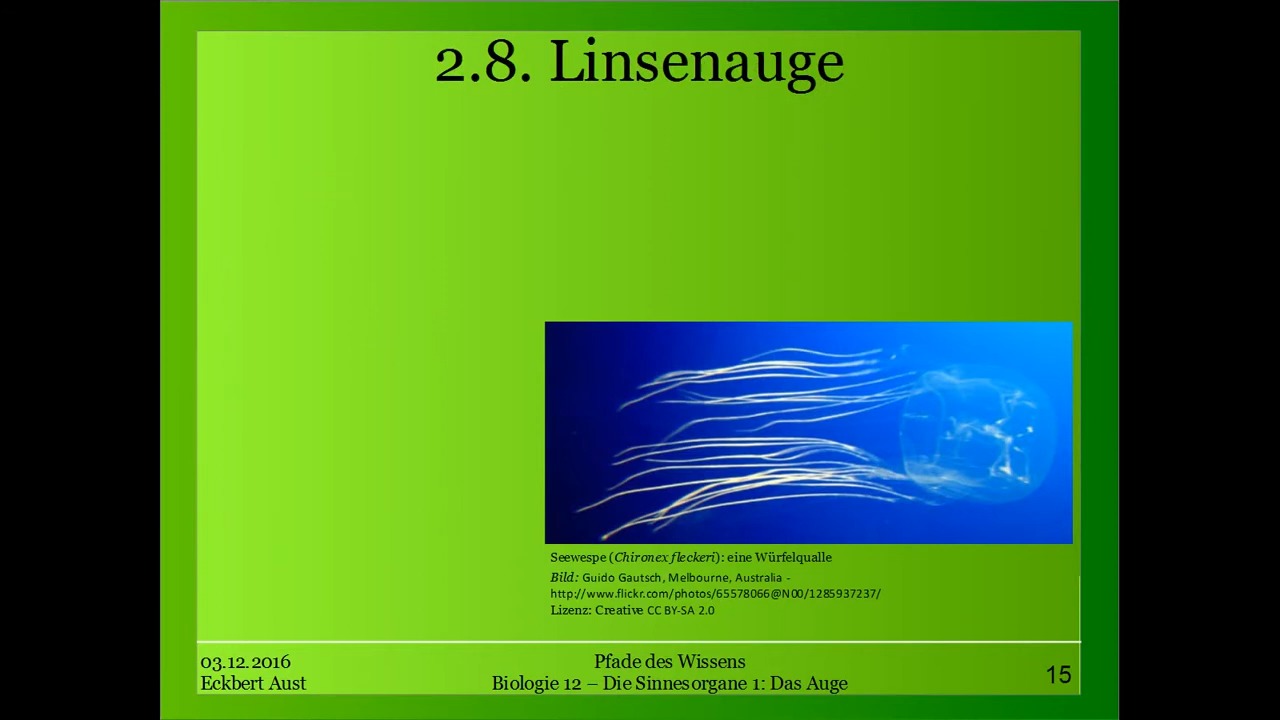 2.8. Linsenauge
Seewespe (Chironex fleckeri): eine Würfelqualle
Bild: Guido Gautsch, Melbourne, Australia -
http://www.flickr.com/photos/65578066@N00/1285937237/
Lizenz: Creative CC BY-SA 2.0
03.12.2016
Eckbert Aust
Pfade des Wissens
Biologie 12 – Die Sinnesorgane 1: Das Auge
15